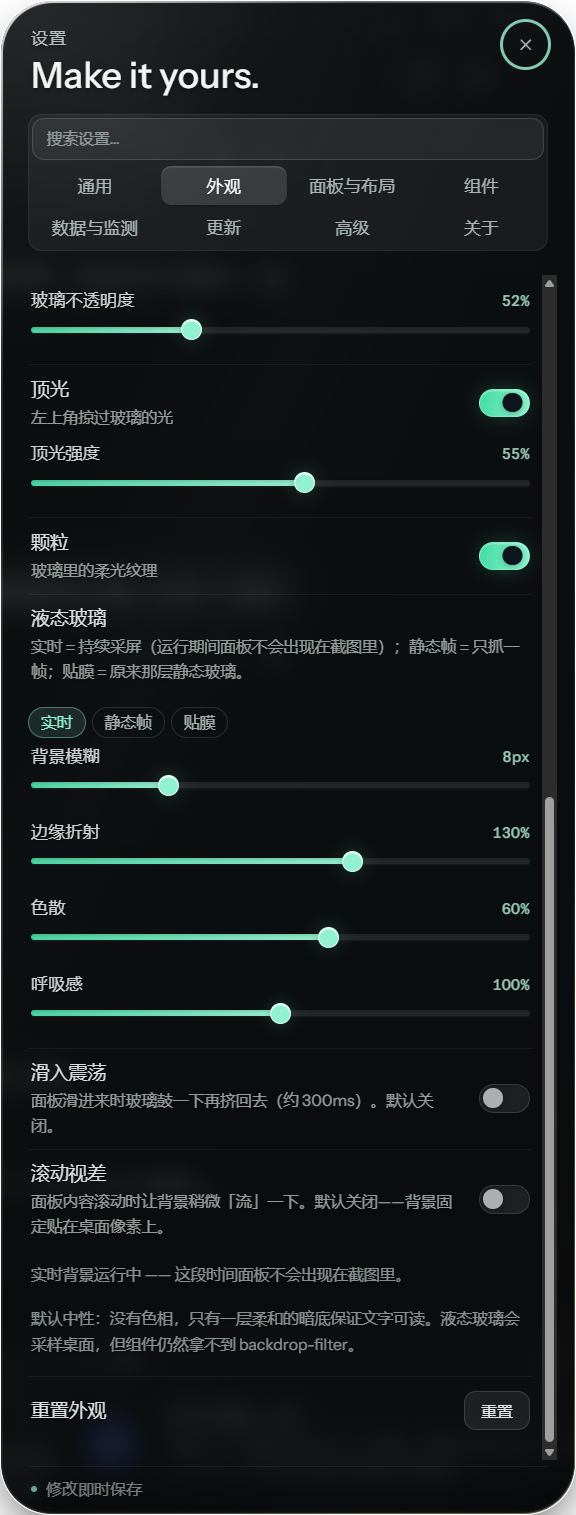 设置
Make it yours.
搜索设置...
通用 外观 面板与布局 组件
数据与监测 更新 高级 关于
玻璃不透明度 52%
顶光
左上角掠过玻璃的光
顶光强度 55%
颗粒
玻璃里的柔光纹理
液态玻璃
实时 = 持续采屏（运行期间面板不会出现在截图里）；静态帧 = 只抓一
帧；贴膜 = 原来那层静态玻璃。
实时 静态帧 贴膜
背景模糊 8px
边缘折射 130%
色散 60%
呼吸感 100%
滑入震荡
面板滑进来时玻璃鼓一下再挤回去（约 300ms）。默认关
闭。
滚动视差
面板内容滚动时让背景稍微「流」一下。默认关闭——背景固
定贴在桌面像素上。
实时背景运行中 —— 这段时间面板不会出现在截图里。
默认中性：没有色相，只有一层柔和的暗底保证文字可读。液态玻璃会
采样桌面，但组件仍然拿不到 backdrop-filter。
重置外观 重置
修改即时保存